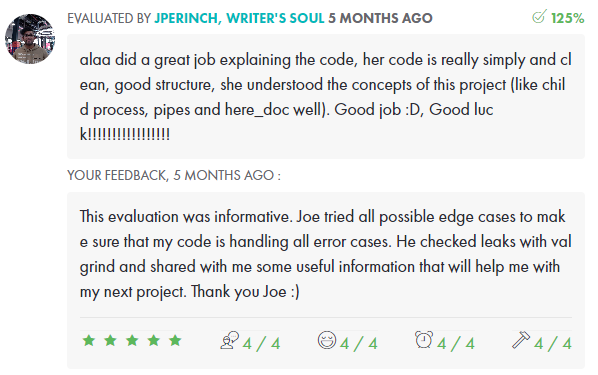 EVALUATED BY JPERINCH, WRITER'S SOUL 5 MONTHS AGO 125%
alaa did a great job explaining the code, her code is really simply and cl
ean, good structure, she understood the concepts of this project (like chil
d process, pipes and here_doc well). Good job :D, Good luc
k!!!!!!!!!!!!!!!!!
YOUR FEEDBACK, 5 MONTHS AGO :
This evaluation was informative. Joe tried all possible edge cases to mak
e sure that my code is handling all error cases. He checked leaks with val
grind and shared with me some useful information that will help me with
my next project. Thank you Joe :)
4 / 4 4 / 4 4 / 4 4 / 4